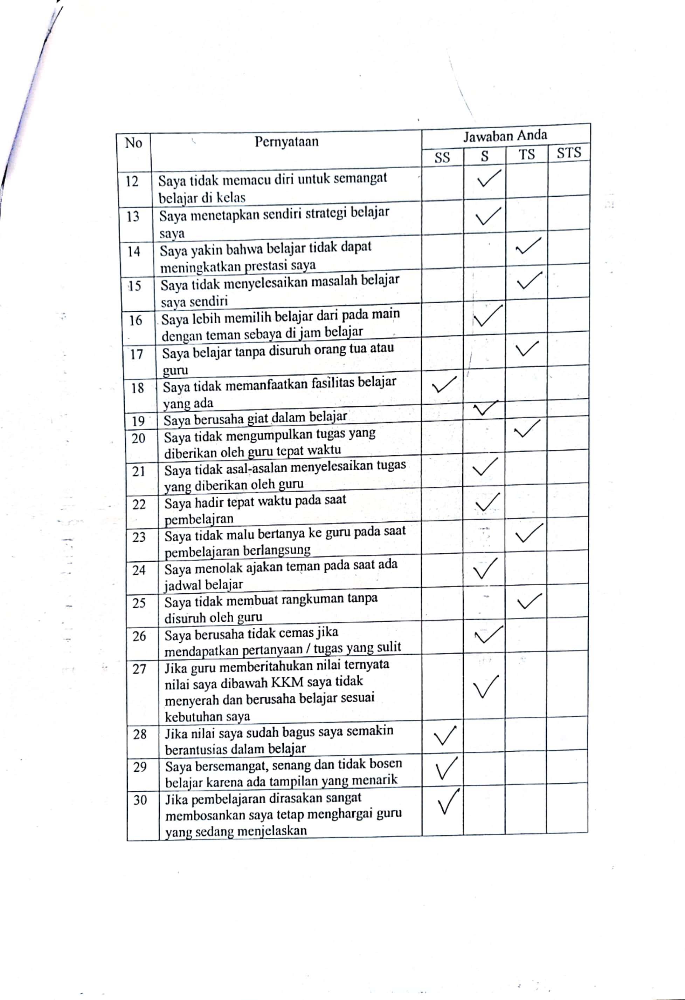 No Pernyataan Jawaban Anda
SS S TS STS
12 Saya tidak memacu diri untuk semangat ✓
belajar di kelas
13 Saya menetapkan sendiri strategi belajar ✓
saya
14 Saya yakin bahwa belajar tidak dapat ✓
meningkatkan prestasi saya
15 Saya tidak menyelesaikan masalah belajar ✓
saya sendiri
16 Saya lebih memilih belajar dari pada main ✓
dengan teman sebaya di jam belajar
17 Saya belajar tanpa disuruh orang tua atau ✓
guru
18 Saya tidak memanfaatkan fasilitas belajar ✓
yang ada
19 Saya berusaha giat dalam belajar ✓
20 Saya tidak mengumpulkan tugas yang ✓
diberikan oleh guru tepat waktu
21 Saya tidak asal-asalan menyelesaikan tugas ✓
yang diberikan oleh guru
22 Saya hadir tepat waktu pada saat ✓
pembelajran
23 Saya tidak malu bertanya ke guru pada saat ✓
pembelajaran berlangsung
24 Saya menolak ajakan teman pada saat ada ✓
jadwal belajar
25 Saya tidak membuat rangkuman tanpa ✓
disuruh oleh guru
26 Saya berusaha tidak cemas jika ✓
mendapatkan pertanyaan / tugas yang sulit
27 Jika guru memberitahukan nilai ternyata
nilai saya dibawah KKM saya tidak ✓
menyerah dan berusaha belajar sesuai
kebutuhan saya
28 Jika nilai saya sudah bagus saya semakin ✓
berantusias dalam belajar
29 Saya bersemangat, senang dan tidak bosen ✓
belajar karena ada tampilan yang menarik
30 Jika pembelajaran dirasakan sangat ✓
membosankan saya tetap menghargai guru
yang sedang menjelaskan